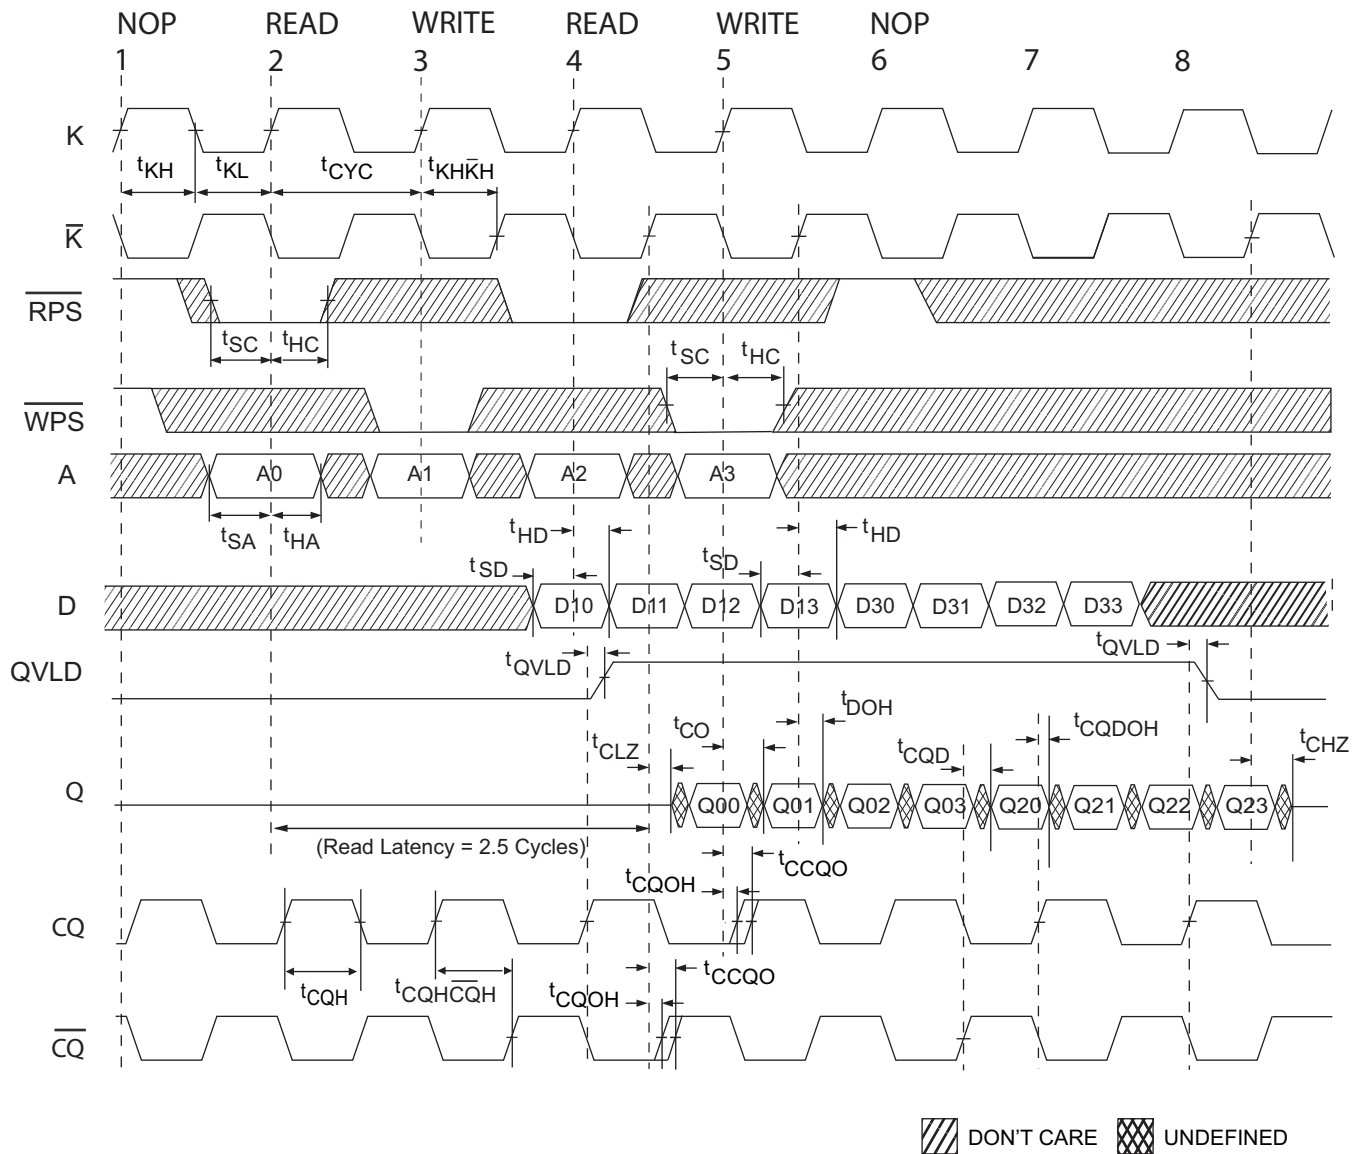 NOP READ WRITE READ WRITE NOP
1 2 3 4 5 6 7 8
K
tKH tKL tCYC tKHK̅H
K̅
R̅P̅S̅
tSC tHC
tSC tHC
W̅P̅S̅
A A0 A1 A2 A3
tSA tHA
tHD tHD
tSD tSD
D D10 D11 D12 D13 D30 D31 D32 D33
QVLD tQVLD tQVLD
tCLZ tCO tDOH tCQD tCQDOH tCHZ
Q Q00 Q01 Q02 Q03 Q20 Q21 Q22 Q23
(Read Latency = 2.5 Cycles)
tCQOH tCCQO
CQ
tCQH tCQHC̅Q̅H tCQOH tCCQO
C̅Q̅
DON'T CARE UNDEFINED